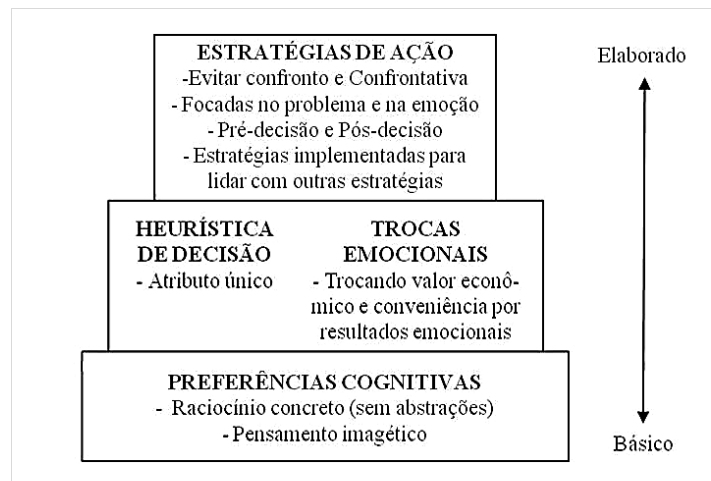 ESTRATÉGIAS DE AÇÃO
-Evitar confronto e Confrontativa
-Focadas no problema e na emoção
- Pré-decisão e Pós-decisão
- Estratégias implementadas para
lidar com outras estratégias
HEURÍSTICA
DE DECISÃO
- Atributo único
TROCAS
EMOCIONAIS
- Trocando valor econô-
mico e conveniência por
resultados emocionais
PREFERÊNCIAS COGNITIVAS
- Raciocínio concreto (sem abstrações)
- Pensamento imagético
Elaborado
Básico